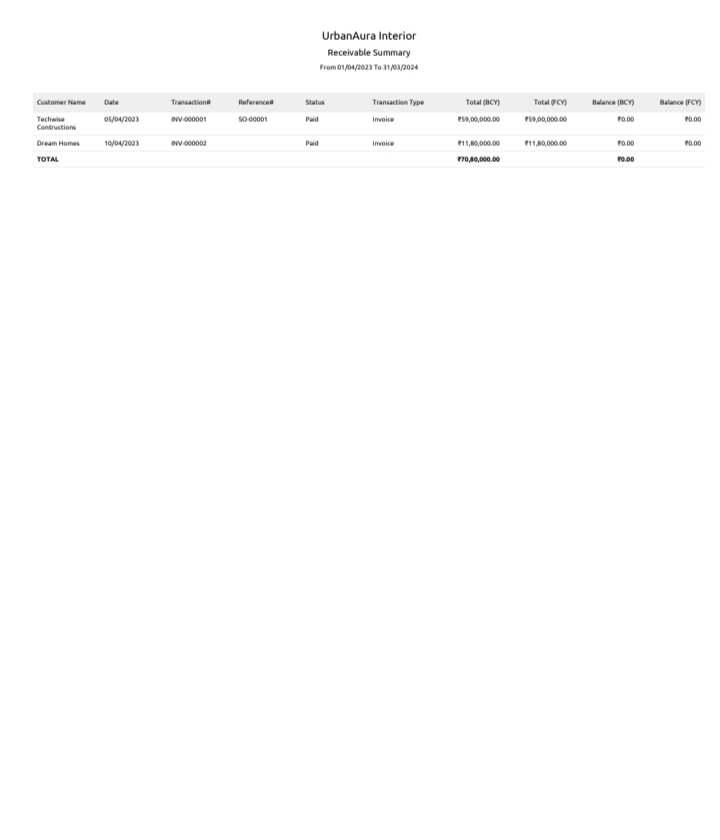 UrbanAura Interior
Receivable Summary
From 01/04/2023 To 31/03/2024
Customer Name Date Transaction# Reference# Status Transaction Type Total (BCY) Total (FCY) Balance (BCY) Balance (FCY)
Techwise 05/04/2023 INV-000001 SO-00001 Paid Invoice ₹59,00,000.00 ₹59,00,000.00 ₹0.00 ₹0.00
Contructions
Dream Homes 10/04/2023 INV-000002 Paid Invoice ₹11,80,000.00 ₹11,80,000.00 ₹0.00 ₹0.00
TOTAL ₹70,80,000.00 ₹0.00